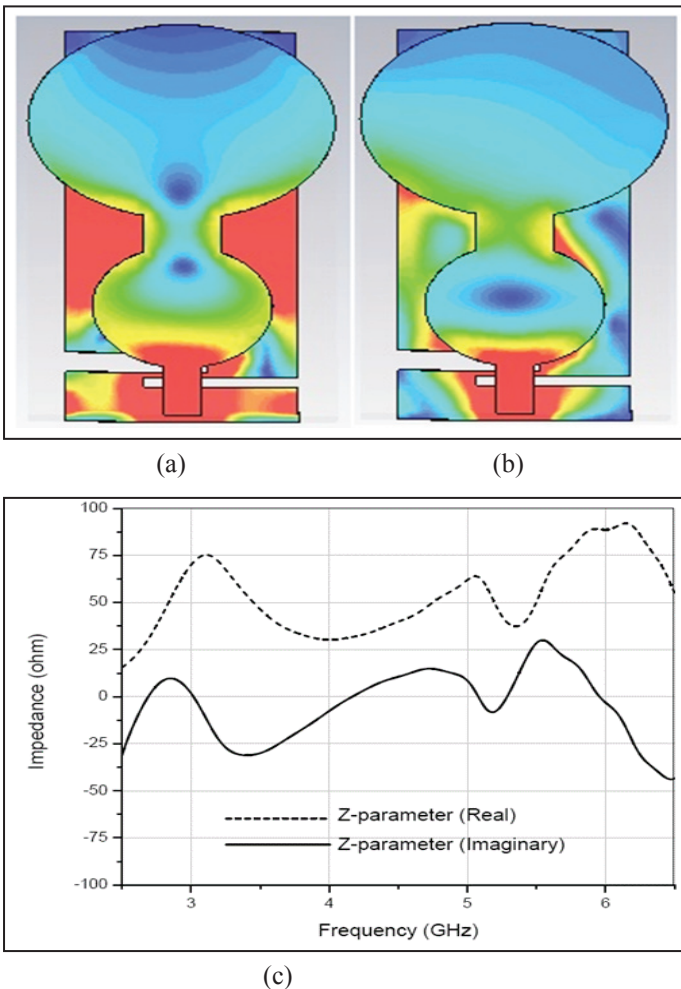 (a)
(b)
100
75
50
25
0
-25
-50
-75
-100
Impedance (ohm)
Z-parameter (Real)
Z-parameter (Imaginary)
3
4
5
6
Frequency (GHz)
(c)